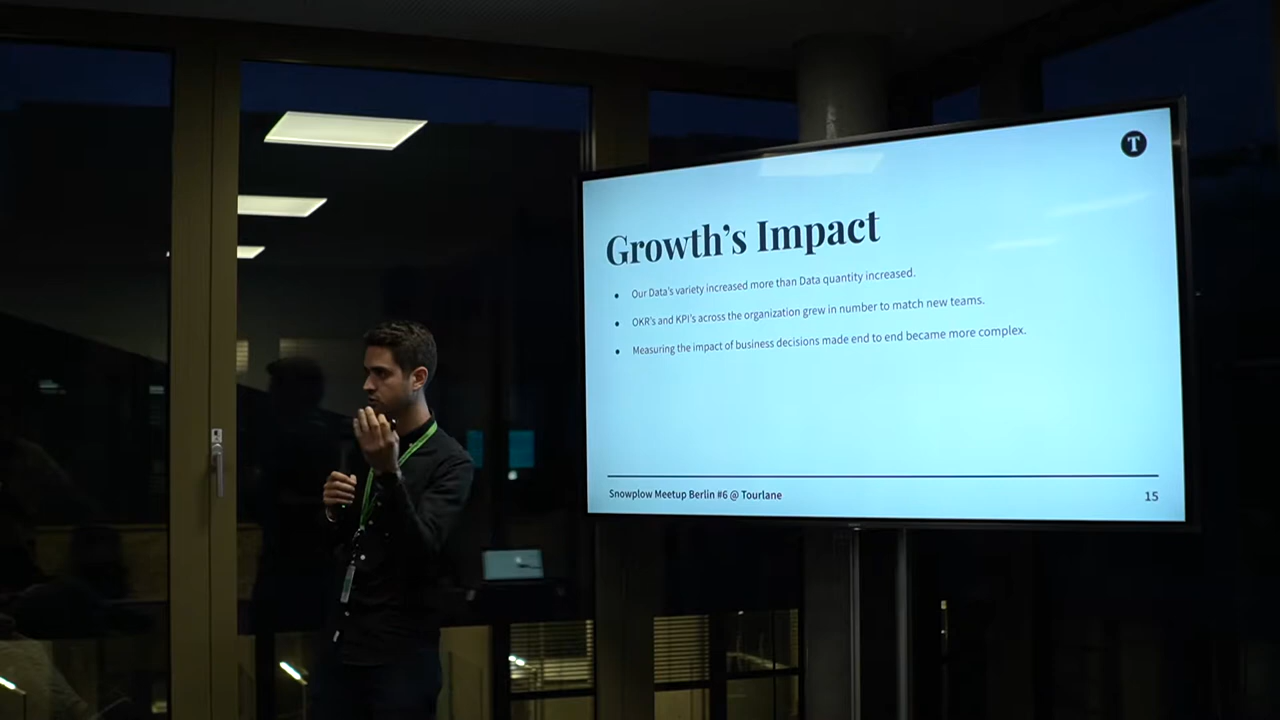 T
Growth's Impact
Our Data's variety increased more than Data quantity increased.
OKR's and KPI's across the organization grew in number to match new teams.
Measuring the impact of business decisions made end to end became more complex.
Snowplow Meetup Berlin #6 @ Tourlane
15